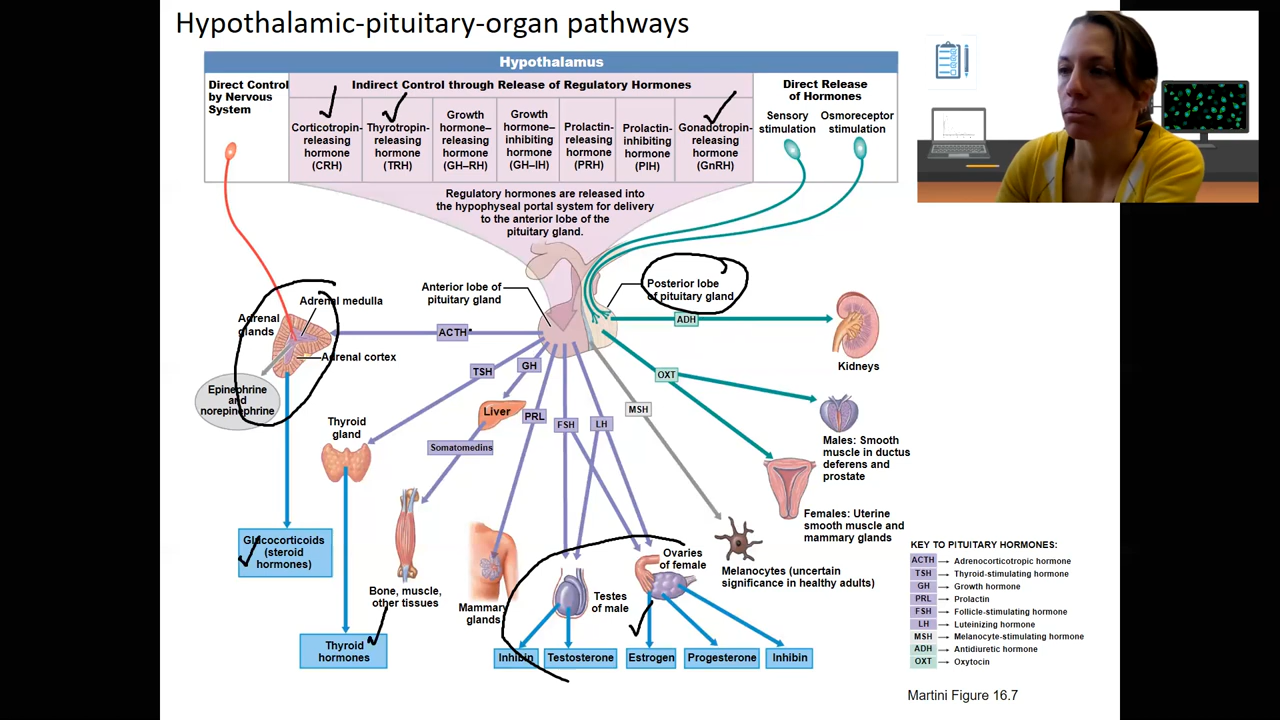 Hypothalamic-pituitary-organ pathways
Hypothalamus
Direct Control
by Nervous
System
Indirect Control through Release of Regulatory Hormones
Direct Release
of Hormones
Corticotropin-
releasing
hormone
(CRH)
Thyrotropin-
releasing
hormone
(TRH)
Growth
hormone–
releasing
hormone
(GH–RH)
Growth
hormone–
inhibiting
hormone
(GH–IH)
Prolactin-
releasing
hormone
(PRH)
Prolactin-
inhibiting
hormone
(PIH)
Gonadotropin-
releasing
hormone
(GnRH)
Sensory
stimulation
Osmoreceptor
stimulation
Regulatory hormones are released into
the hypophyseal portal system for delivery
to the anterior lobe of the
pituitary gland.
Anterior lobe of
pituitary gland
Posterior lobe
of pituitary gland
Adrenal medulla
Adrenal
glands
Adrenal cortex
Epinephrine
and
norepinephrine
ACTH
ADH
Kidneys
TSH
GH
OXT
Liver
PRL
FSH
LH
MSH
Thyroid
gland
Somatomedins
Males: Smooth
muscle in ductus
deferens and
prostate
Females: Uterine
smooth muscle and
mammary glands
Glucocorticoids
(steroid
hormones)
Bone, muscle,
other tissues
Mammary
glands
Testes
of male
Ovaries
of female
Melanocytes (uncertain
significance in healthy adults)
Thyroid
hormones
Inhibin
Testosterone
Estrogen
Progesterone
Inhibin
KEY TO PITUITARY HORMONES:
ACTH Adrenocorticotropic hormone
TSH Thyroid-stimulating hormone
GH Growth hormone
PRL Prolactin
FSH Follicle-stimulating hormone
LH Luteinizing hormone
MSH Melanocyte-stimulating hormone
ADH Antidiuretic hormone
OXT Oxytocin
Martini Figure 16.7